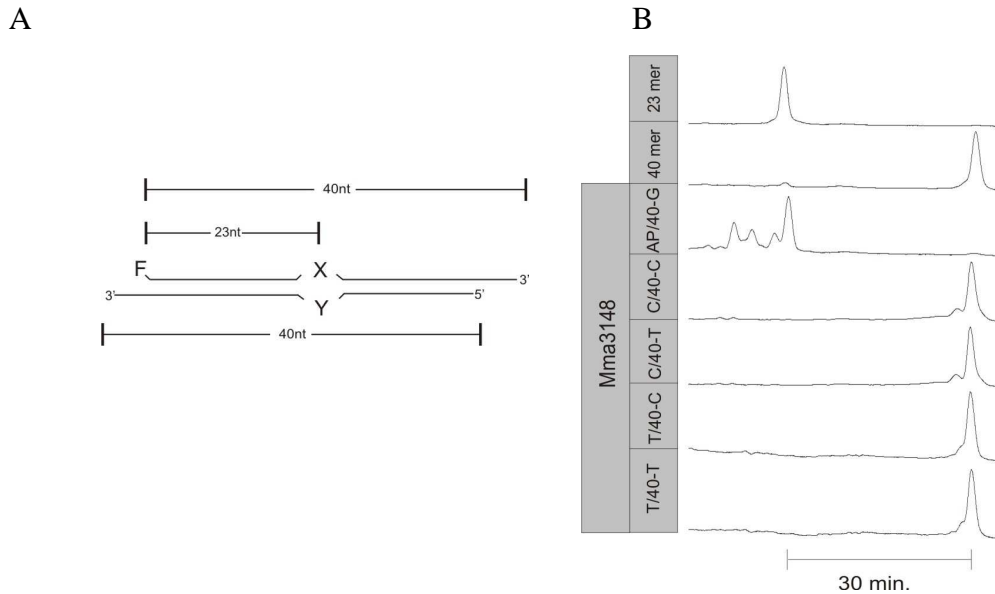 A
40nt
23nt
F
X
3'
3'
Y
5'
40nt
B
23 mer
40 mer
AP/40-G
C/40-C
C/40-T
T/40-C
T/40-T
Mma3148
30 min.